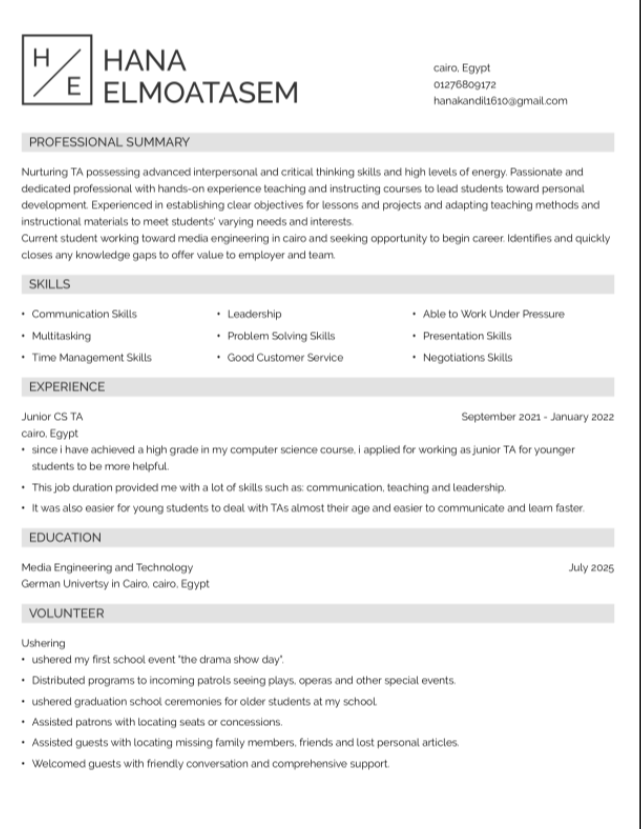 H
E
HANA
ELMOATASEM
cairo, Egypt
01276809172
hanakandil1610@gmail.com
PROFESSIONAL SUMMARY
Nurturing TA possessing advanced interpersonal and critical thinking skills and high levels of energy. Passionate and
dedicated professional with hands-on experience teaching and instructing courses to lead students toward personal
development. Experienced in establishing clear objectives for lessons and projects and adapting teaching methods and
instructional materials to meet students' varying needs and interests.
Current student working toward media engineering in cairo and seeking opportunity to begin career. Identifies and quickly
closes any knowledge gaps to offer value to employer and team.
SKILLS
• Communication Skills
• Multitasking
• Time Management Skills
• Leadership
• Problem Solving Skills
• Good Customer Service
• Able to Work Under Pressure
• Presentation Skills
• Negotiations Skills
EXPERIENCE
Junior CS TA September 2021 - January 2022
cairo, Egypt
• since i have achieved a high grade in my computer science course, i applied for working as junior TA for younger
students to be more helpful.
• This job duration provided me with a lot of skills such as: communication, teaching and leadership.
• It was also easier for young students to deal with TAs almost their age and easier to communicate and learn faster.
EDUCATION
Media Engineering and Technology July 2025
German Univertsy in Cairo, cairo, Egypt
VOLUNTEER
Ushering
• ushered my first school event "the drama show day".
• Distributed programs to incoming patrols seeing plays, operas and other special events.
• ushered graduation school ceremonies for older students at my school.
• Assisted patrons with locating seats or concessions.
• Assisted guests with locating missing family members, friends and lost personal articles.
• Welcomed guests with friendly conversation and comprehensive support.